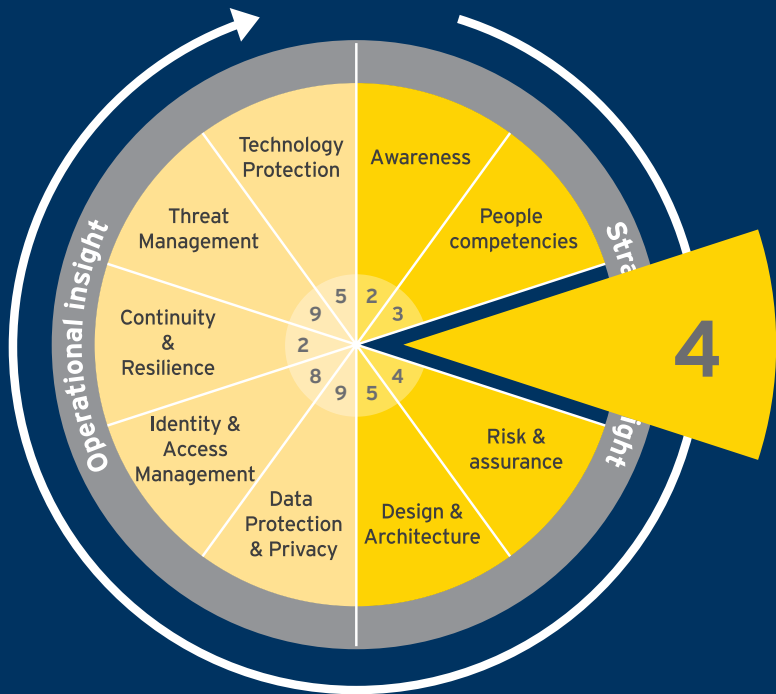 Technology
Protection
Awareness
Threat
Management
People
competencies
5
2
9
3
Operational insight
Continuity
&
Resilience
2
4
8
4
9
5
Identity &
Access
Management
Risk &
assurance
Data
Protection
& Privacy
Design &
Architecture